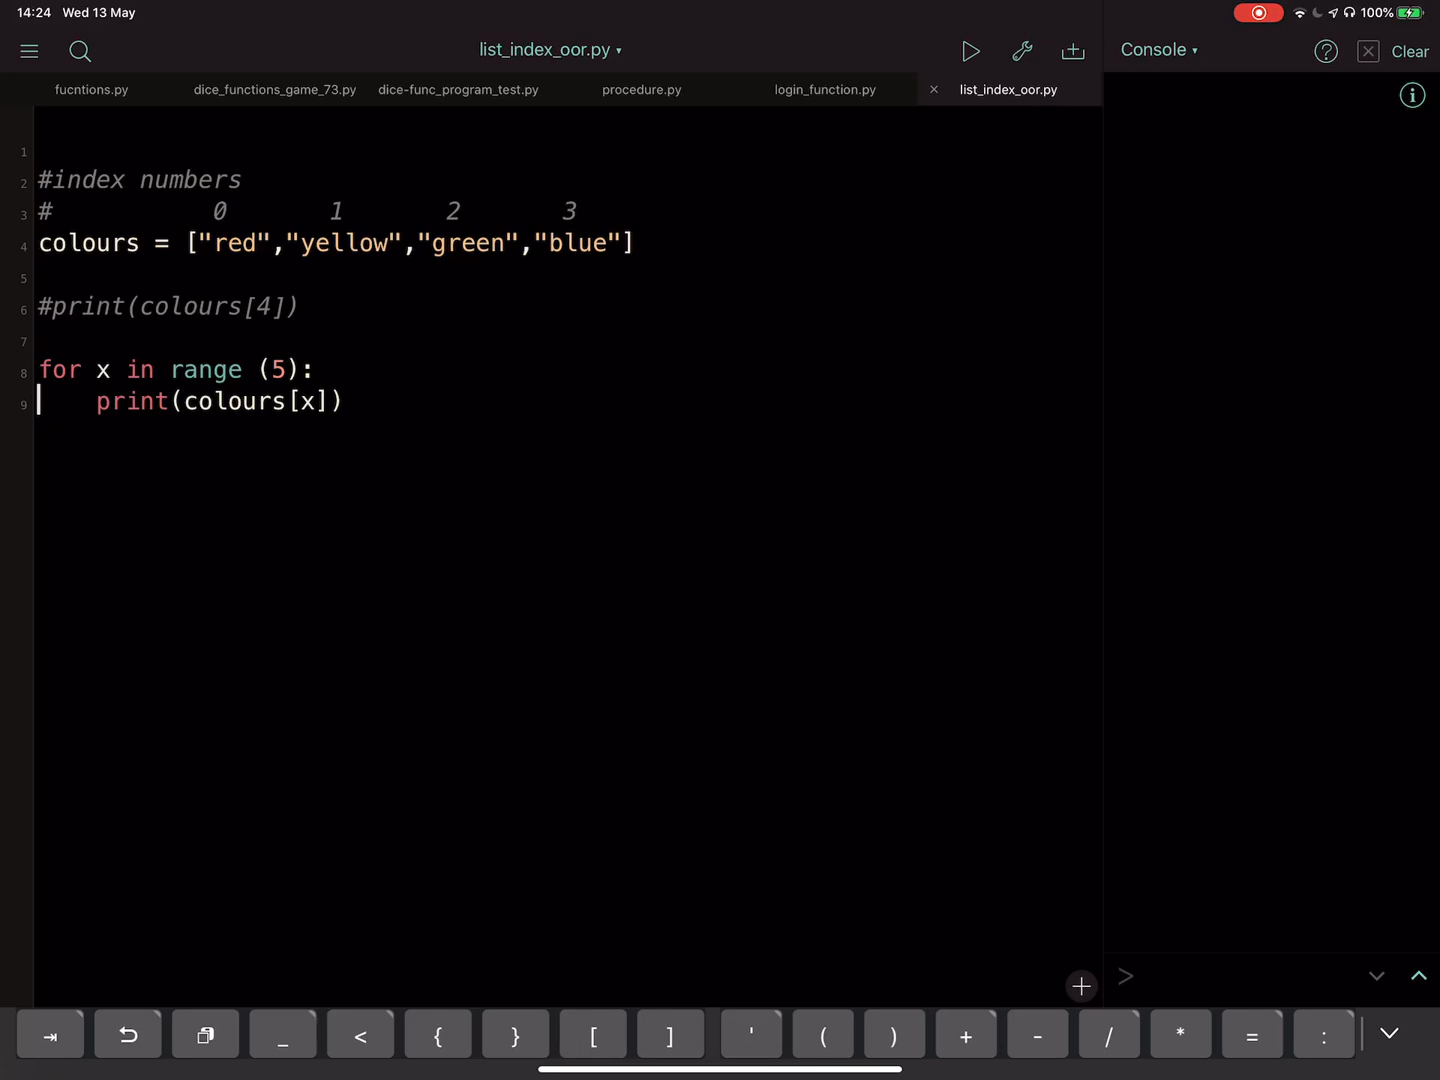 14:24 Wed 13 May 100%
list_index_oor.py ▾ Console ▾ ? Clear
fucntions.py dice_functions_game_73.py dice-func_program_test.py procedure.py login_function.py × list_index_oor.py
1
2 #index numbers
3 # 0 1 2 3
4 colours = ["red","yellow","green","blue"]
5
6 #print(colours[4])
7
8 for x in range (5):
9 print(colours[x])
+ >
_ < { } [ ] ' ( ) + - / * = :